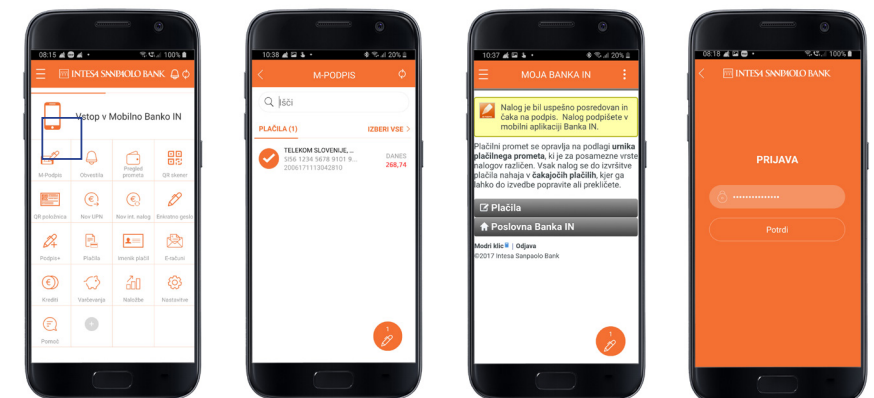 08:15
100%
INTESA SANPAOLO BANK
Vstop v Mobilno Banko IN
M-Podpis
Obvestila
Pregled
prometa
QR skener
QR položnica
Nov UPN
Nov int. nalog
Enkratno geslo
Podpis+
Plačila
Imenik plačil
E-računi
Krediti
Varčevanja
Naložbe
Nastavitve
Pomoč
10:38
20%
M-PODPIS
Išči
PLAČILA (1)
IZBERI VSE >
TELEKOM SLOVENIJE, ...
SI56 1234 5678 9101 9...
2006171113042810
DANES
268,74
1
10:37
20%
MOJA BANKA IN
Nalog je bil uspešno posredovan in
čaka na podpis. Nalog podpišete v
mobilni aplikaciji Banka IN.
Plačilni promet se opravlja na podlagi urnika
plačilnega prometa, ki je za posamezne vrste
nalogov različen. Vsak nalog se do izvršitve
plačila nahaja v čakajočih plačilih, kjer ga
lahko do izvedbe popravite ali prekličete.
Plačila
Poslovna Banka IN
Modri klic | Odjava
©2017 Intesa Sanpaolo Bank
1
08:18
100%
INTESA SANPAOLO BANK
PRIJAVA
Potrdi